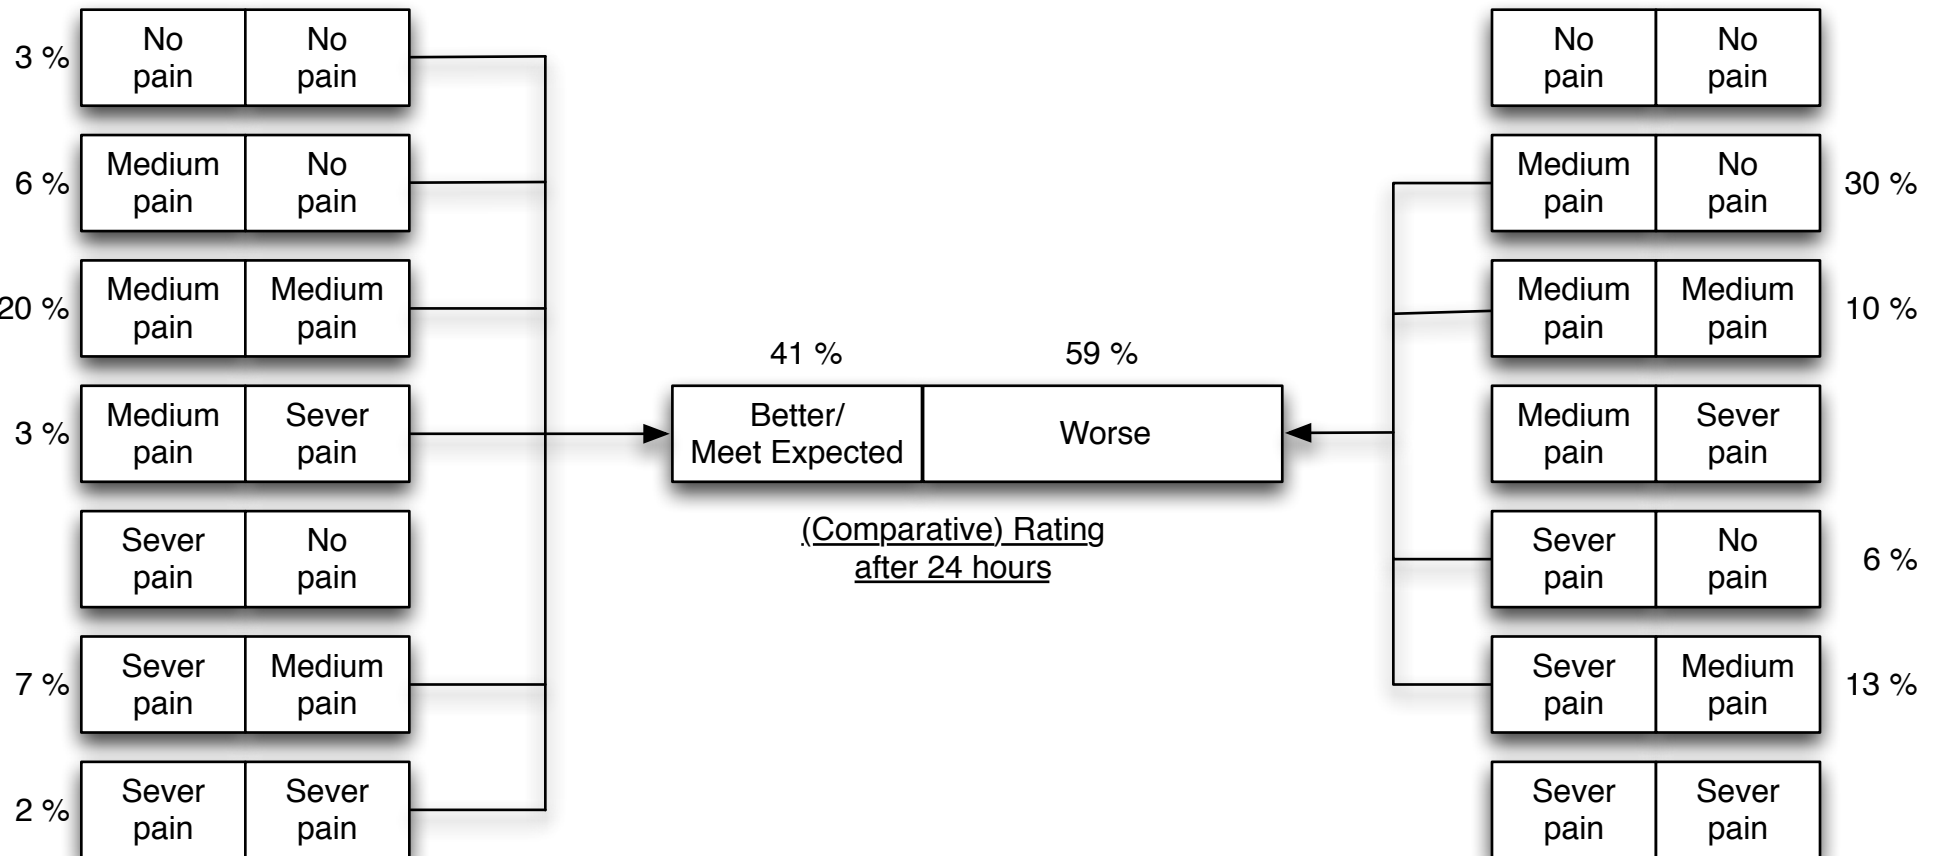 3 %
No
pain
No
pain
6 %
Medium
pain
No
pain
20 %
Medium
pain
Medium
pain
3 %
Medium
pain
Sever
pain
Sever
pain
No
pain
7 %
Sever
pain
Medium
pain
2 %
Sever
pain
Sever
pain
41 %
59 %
Better/
Meet Expected
Worse
(Comparative) Rating
after 24 hours
No
pain
No
pain
Medium
pain
No
pain
30 %
Medium
pain
Medium
pain
10 %
Medium
pain
Sever
pain
Sever
pain
No
pain
6 %
Sever
pain
Medium
pain
13 %
Sever
pain
Sever
pain